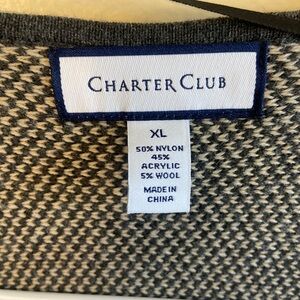 CHARTER CLUB
XL
50% NYLON
45%
ACRYLIC
5% WOOL
MADE IN
CHINA